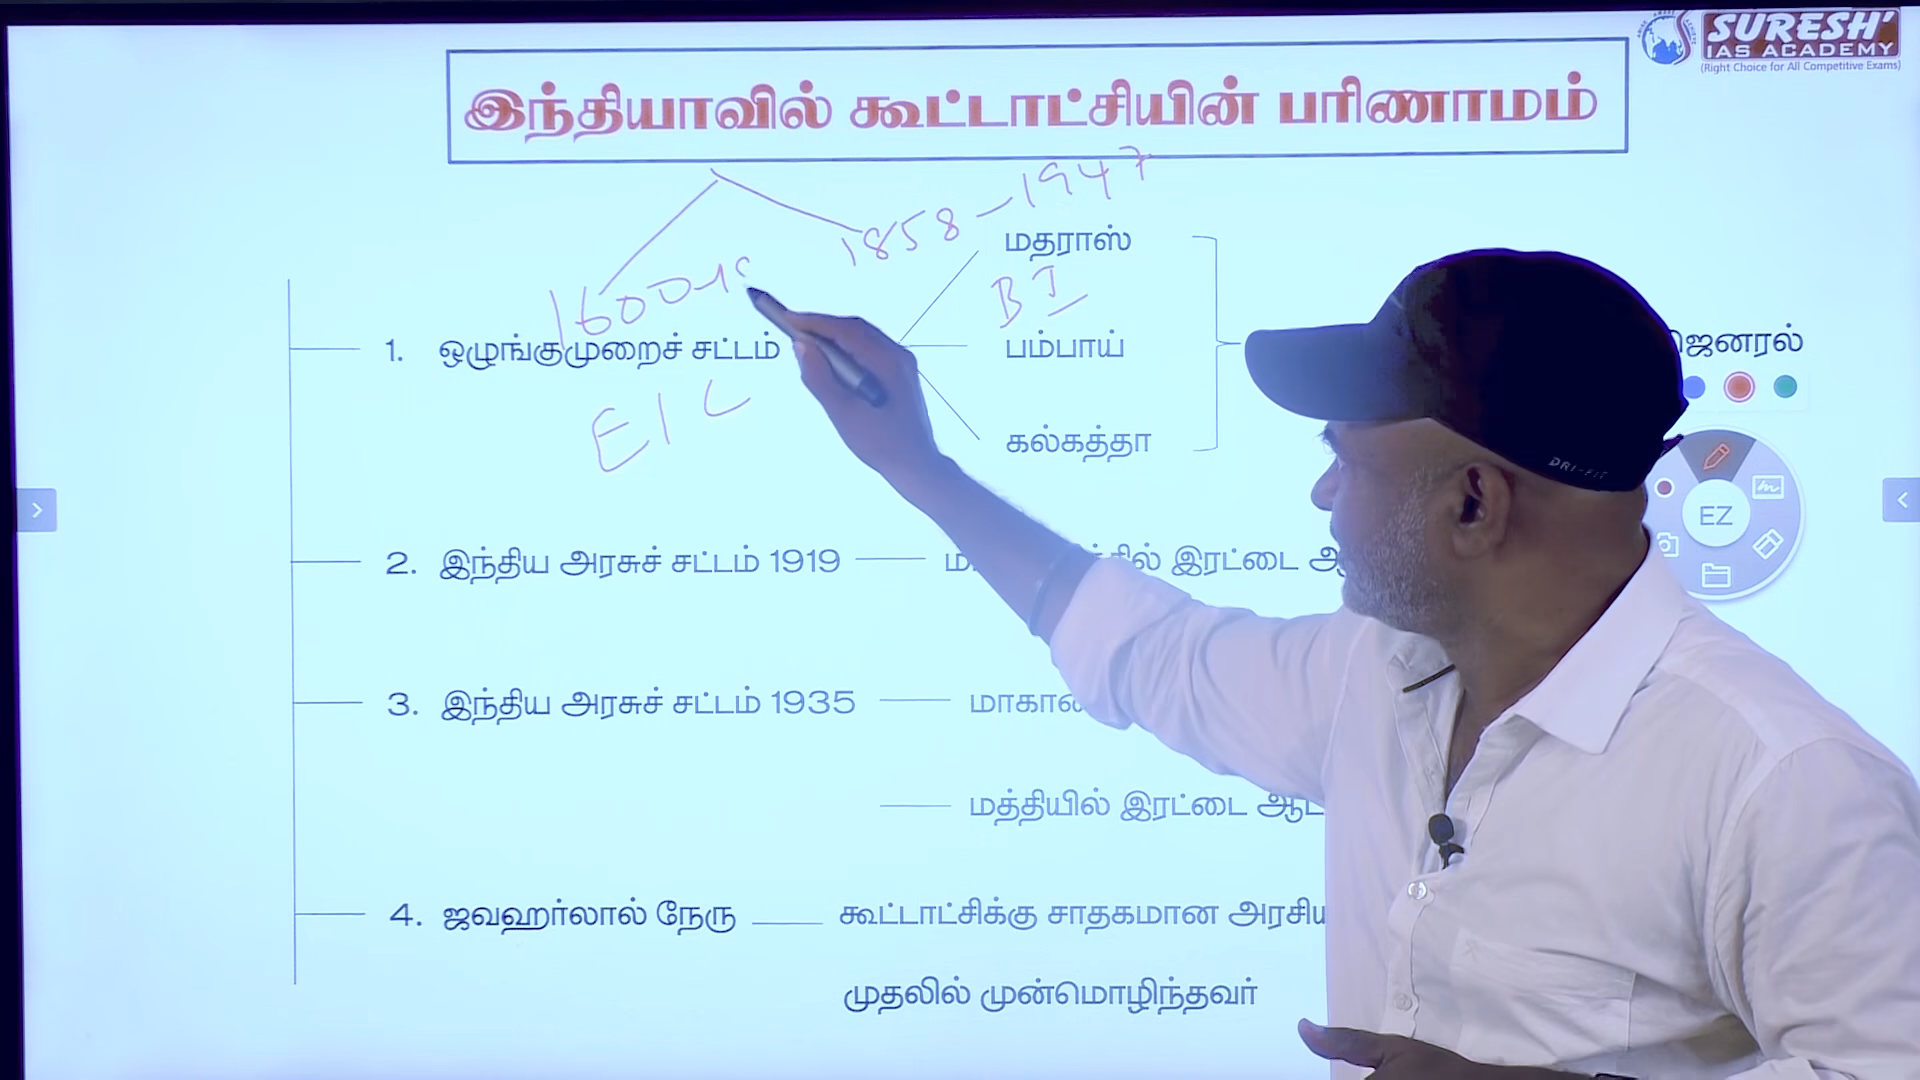 SURESH'
IAS ACADEMY
(Right Choice for All Competitive Exams)
இந்தியாவில் கூட்டாட்சியின் பரிணாமம்
1858 - 1947
1600-18
மதராஸ்
BI
1. ஒழுங்குமுறைச் சட்டம்
பம்பாய்
ஜெனரல்
EIC
கல்கத்தா
DRI-FIT
EZ
2. இந்திய அரசுச் சட்டம் 1919 இரட்டை
3. இந்திய அரசுச் சட்டம் 1935
மத்தியில் இரட்டை
4. ஜவஹர்லால் நேரு கூட்டாட்சிக்கு சாதகமான
முதலில் முன்மொழிந்தவர்